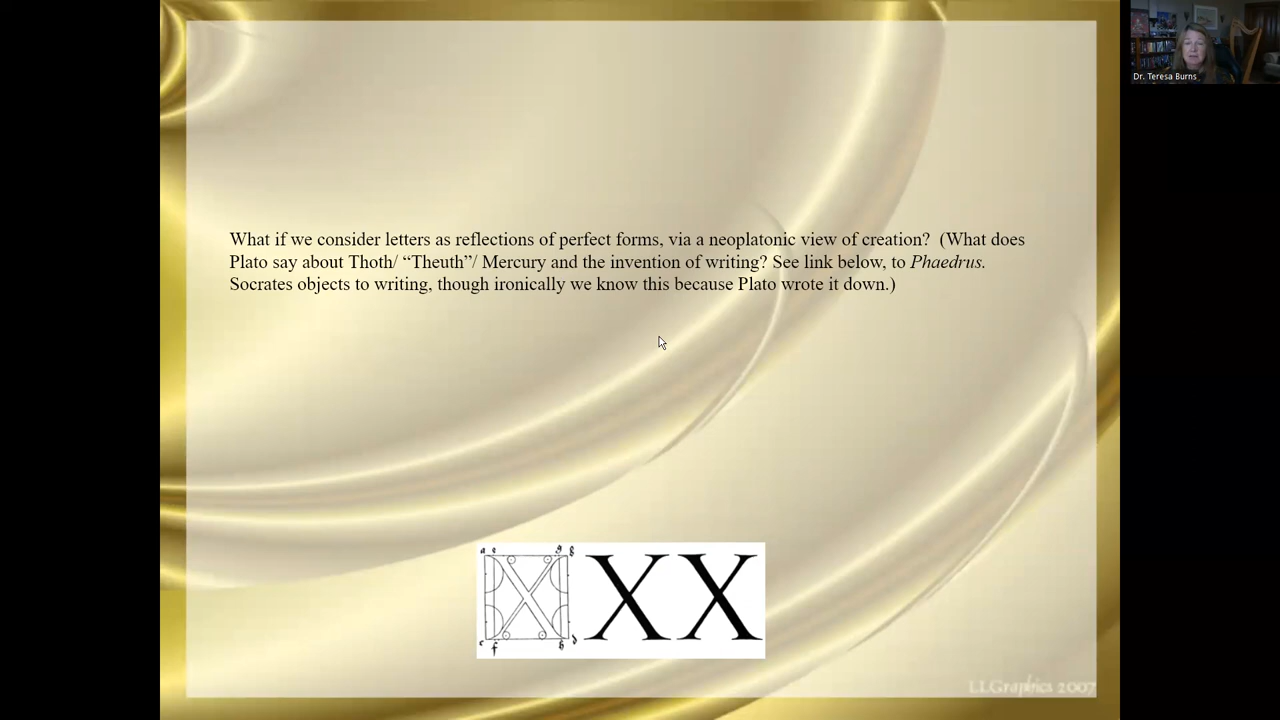 Dr. Teresa Burns
What if we consider letters as reflections of perfect forms, via a neoplatonic view of creation?  (What does
Plato say about Thoth/ “Theuth”/ Mercury and the invention of writing? See link below, to Phaedrus.
Socrates objects to writing, though ironically we know this because Plato wrote it down.)
a e g
c f h d
X X X
LLGraphics 2007